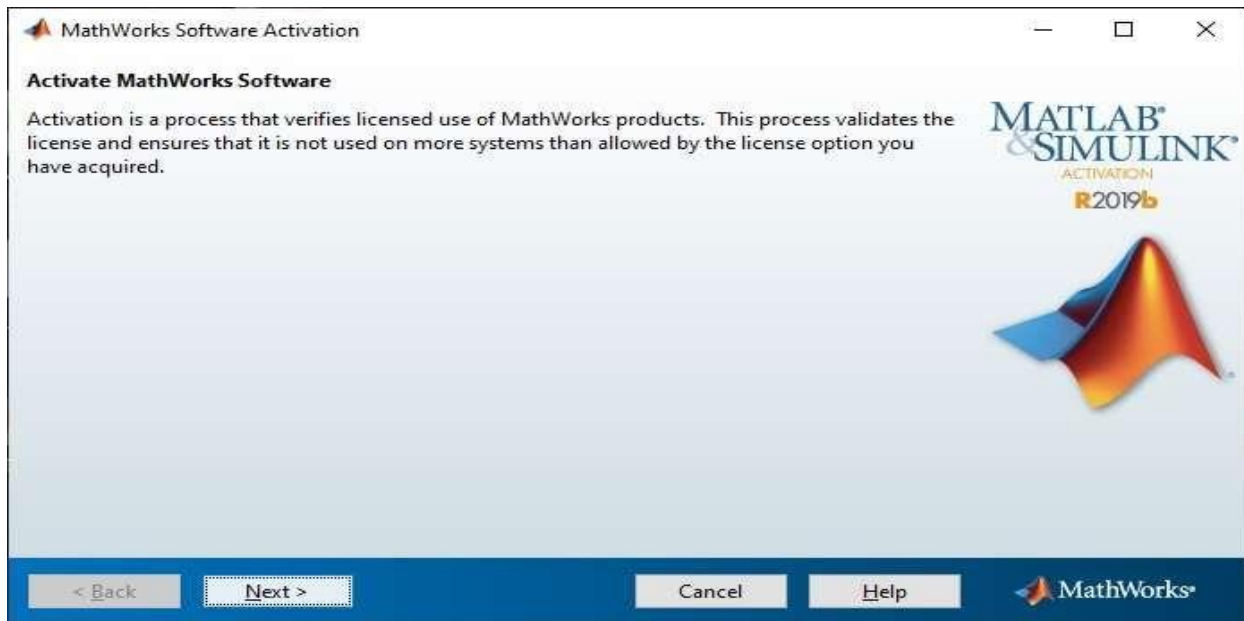 MathWorks Software Activation
Activate MathWorks Software
Activation is a process that verifies licensed use of MathWorks products. This process validates the
license and ensures that it is not used on more systems than allowed by the license option you
have acquired.
MATLAB®
&SIMULINK®
ACTIVATION
R2019b
< Back
Next >
Cancel
Help
MathWorks®